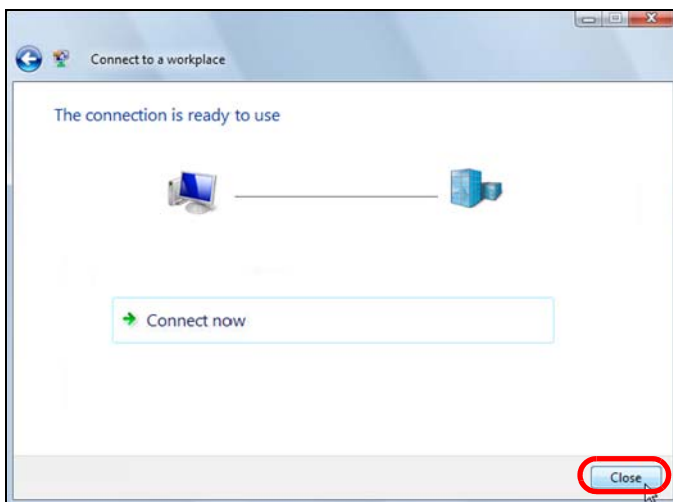 Connect to a workplace
The connection is ready to use
Connect now
Close